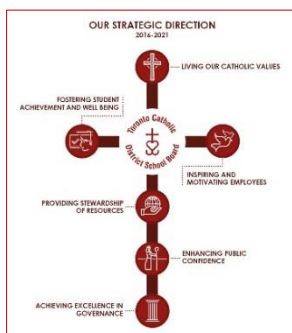 OUR STRATEGIC DIRECTION
2016-2021
LIVING OUR CATHOLIC VALUES
FOSTERING STUDENT
ACHIEVEMENT AND WELL BEING
Toronto Catholic
District School Board
INSPIRING AND
MOTIVATING EMPLOYEES
PROVIDING STEWARDSHIP
OF RESOURCES
ENHANCING PUBLIC
CONFIDENCE
ACHIEVING EXCELLENCE IN
GOVERNANCE